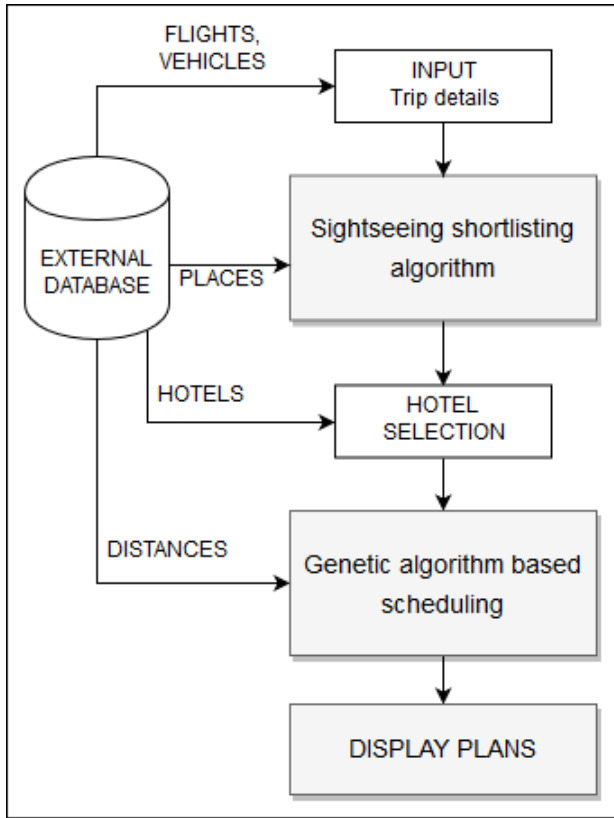 FLIGHTS,
VEHICLES
INPUT
Trip details
EXTERNAL
DATABASE
PLACES
Sightseeing shortlisting
algorithm
HOTELS
HOTEL
SELECTION
DISTANCES
Genetic algorithm based
scheduling
DISPLAY PLANS